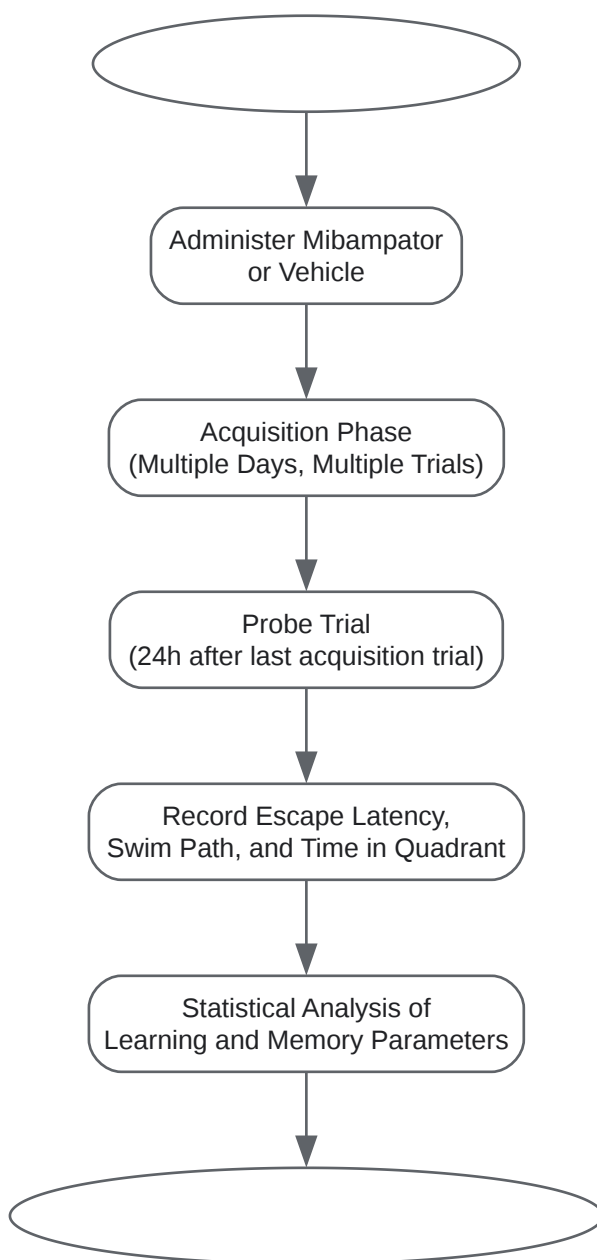 Administer Mibampator
or Vehicle
Acquisition Phase
(Multiple Days, Multiple Trials)
Probe Trial
(24h after last acquisition trial)
Record Escape Latency,
Swim Path, and Time in Quadrant
Statistical Analysis of
Learning and Memory Parameters